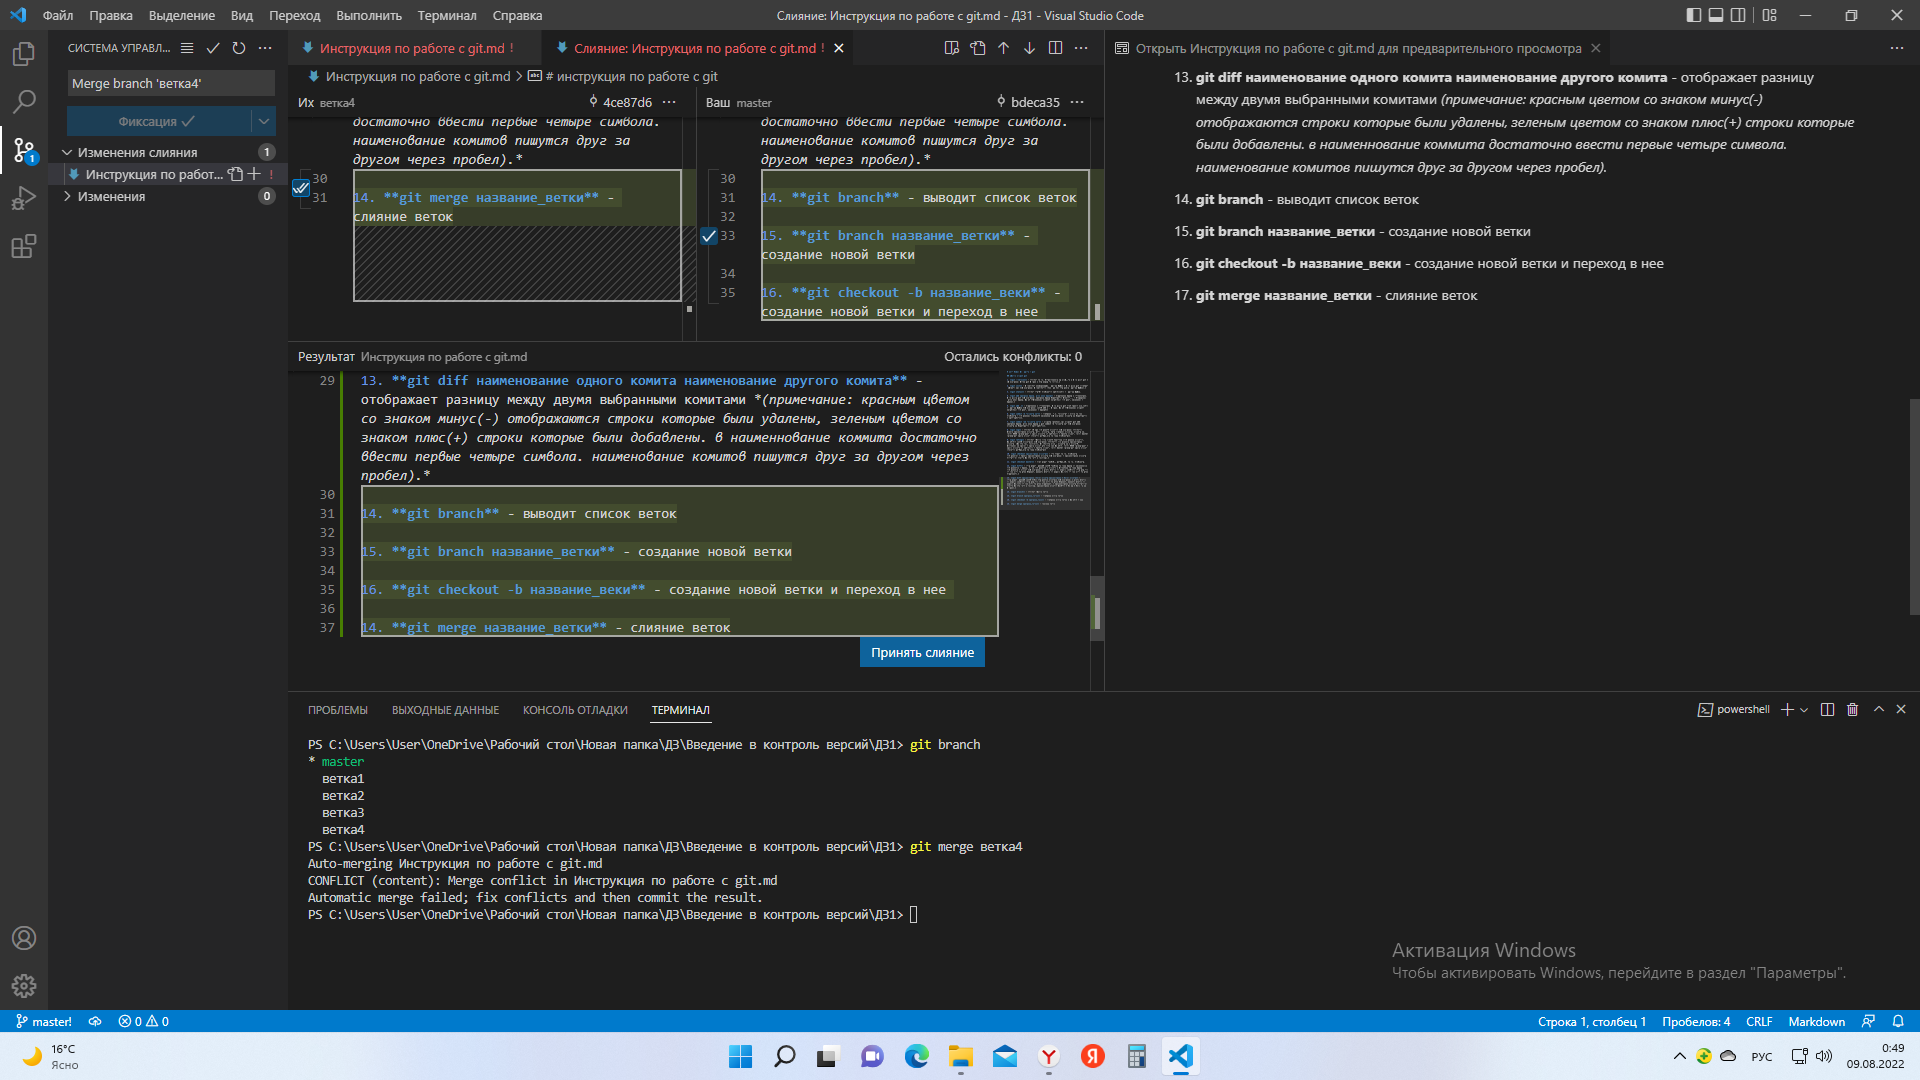 Файл Правка Выделение Вид Переход Выполнить Терминал Справка
Слияние: Инструкция по работе с git.md - ДЗ1 - Visual Studio Code
СИСТЕМА УПРАВЛ...
Merge branch 'ветка4'
Фиксация
Изменения слияния 1
Инструкция по работ... !
Изменения 0
1
Инструкция по работе с git.md !
Слияние: Инструкция по работе с git.md !
Инструкция по работе с git.md > # инструкция по работе с git
Их ветка4 4ce87d6
достаточно ввести первые четыре символа.
наименование комитов пишутся друг за
другом через пробел).*
30
31 14. **git merge название_ветки** -
слияние веток
Ваш master bdeca35
достаточно ввести первые четыре символа.
наименование комитов пишутся друг за
другом через пробел).*
30
31 14. **git branch** - выводит список веток
32
33 15. **git branch название_ветки** -
создание новой ветки
34
35 16. **git checkout -b название_веки** -
создание новой ветки и переход в нее
Результат Инструкция по работе с git.md
Остались конфликты: 0
29 13. **git diff наименование одного комита наименование другого комита** -
отображает разницу между двумя выбранными комитами *(примечание: красным цветом
со знаком минус(-) отображаются строки которые были удалены, зеленым цветом со
знаком плюс(+) строки которые были добавлены. в наименнование коммита достаточно
ввести первые четыре символа. наименование комитов пишутся друг за другом через
пробел).*
30
31 14. **git branch** - выводит список веток
32
33 15. **git branch название_ветки** - создание новой ветки
34
35 16. **git checkout -b название_веки** - создание новой ветки и переход в нее
36
37 14. **git merge название_ветки** - слияние веток
Принять слияние
Открыть Инструкция по работе с git.md для предварительного просмотра
13. git diff наименование одного комита наименование другого комита - отображает разницу
между двумя выбранными комитами (примечание: красным цветом со знаком минус(-)
отображаются строки которые были удалены, зеленым цветом со знаком плюс(+) строки которые
были добавлены. в наименнование коммита достаточно ввести первые четыре символа.
наименование комитов пишутся друг за другом через пробел).
14. git branch - выводит список веток
15. git branch название_ветки - создание новой ветки
16. git checkout -b название_веки - создание новой ветки и переход в нее
17. git merge название_ветки - слияние веток
ПРОБЛЕМЫ ВЫХОДНЫЕ ДАННЫЕ КОНСОЛЬ ОТЛАДКИ ТЕРМИНАЛ
powershell
PS C:\Users\User\OneDrive\Рабочий стол\Новая папка\ДЗ\Введение в контроль версий\ДЗ1> git branch
* master
ветка1
ветка2
ветка3
ветка4
PS C:\Users\User\OneDrive\Рабочий стол\Новая папка\ДЗ\Введение в контроль версий\ДЗ1> git merge ветка4
Auto-merging Инструкция по работе с git.md
CONFLICT (content): Merge conflict in Инструкция по работе с git.md
Automatic merge failed; fix conflicts and then commit the result.
PS C:\Users\User\OneDrive\Рабочий стол\Новая папка\ДЗ\Введение в контроль версий\ДЗ1>
Активация Windows
Чтобы активировать Windows, перейдите в раздел "Параметры".
master! 0 0
Строка 1, столбец 1 Пробелов: 4 CRLF Markdown
16°C
Ясно
РУС
0:49
09.08.2022